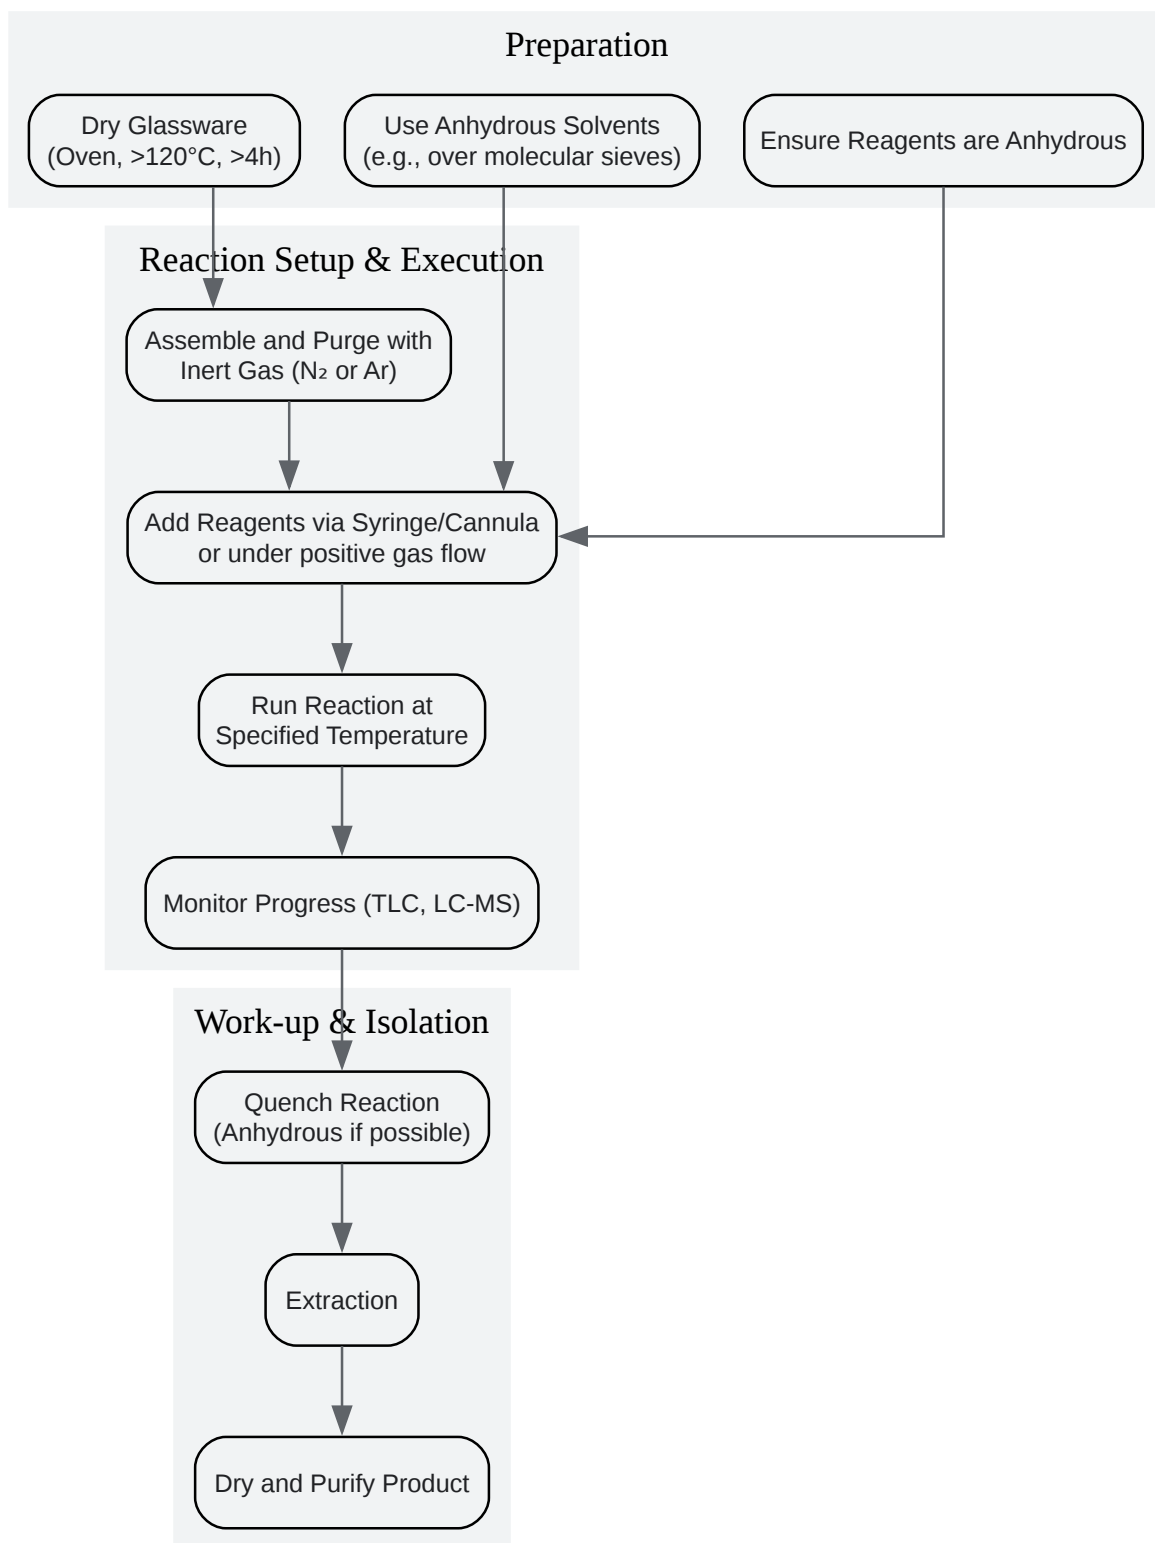 Preparation
Dry Glassware
(Oven, >120°C, >4h)
Use Anhydrous Solvents
(e.g., over molecular sieves)
Ensure Reagents are Anhydrous
Reaction Setup & Execution
Assemble and Purge with
Inert Gas (N₂ or Ar)
Add Reagents via Syringe/Cannula
or under positive gas flow
Run Reaction at
Specified Temperature
Monitor Progress (TLC, LC-MS)
Work-up & Isolation
Quench Reaction
(Anhydrous if possible)
Extraction
Dry and Purify Product